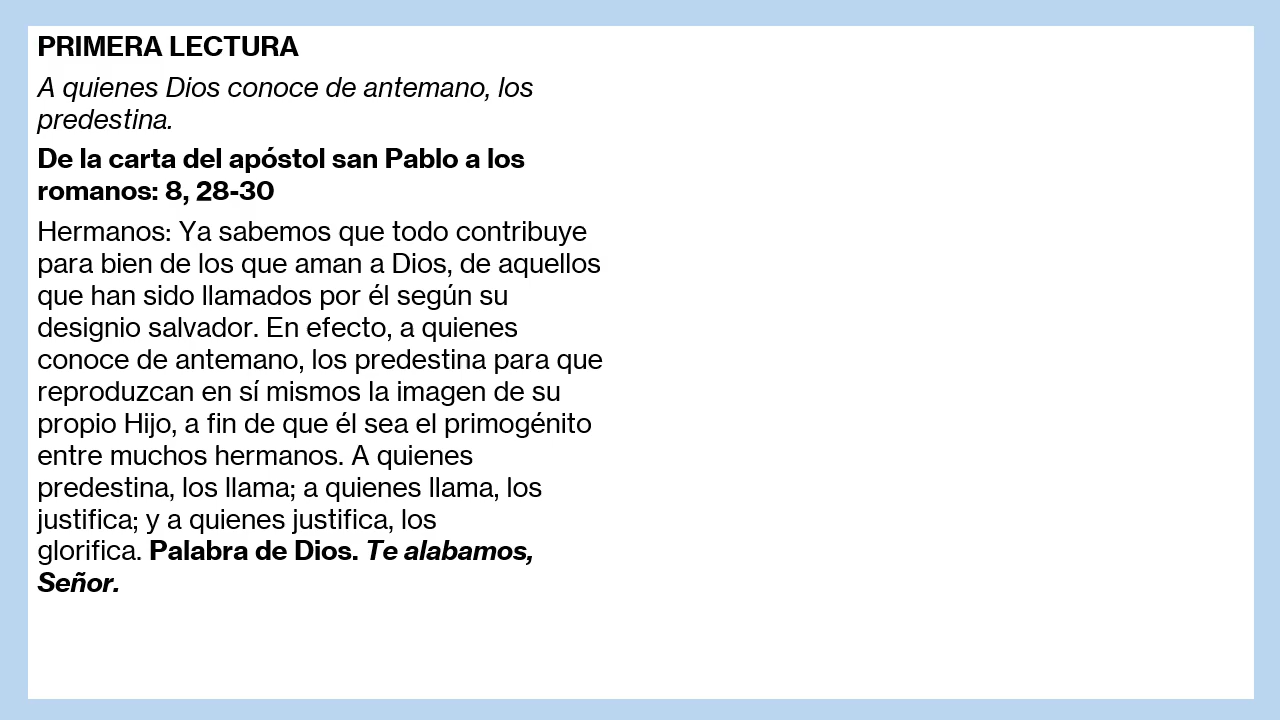 PRIMERA LECTURA
A quienes Dios conoce de antemano, los
predestina.
De la carta del apóstol san Pablo a los
romanos: 8, 28-30
Hermanos: Ya sabemos que todo contribuye
para bien de los que aman a Dios, de aquellos
que han sido llamados por él según su
designio salvador. En efecto, a quienes
conoce de antemano, los predestina para que
reproduzcan en sí mismos la imagen de su
propio Hijo, a fin de que él sea el primogénito
entre muchos hermanos. A quienes
predestina, los llama; a quienes llama, los
justifica; y a quienes justifica, los
glorifica. Palabra de Dios. Te alabamos,
Señor.